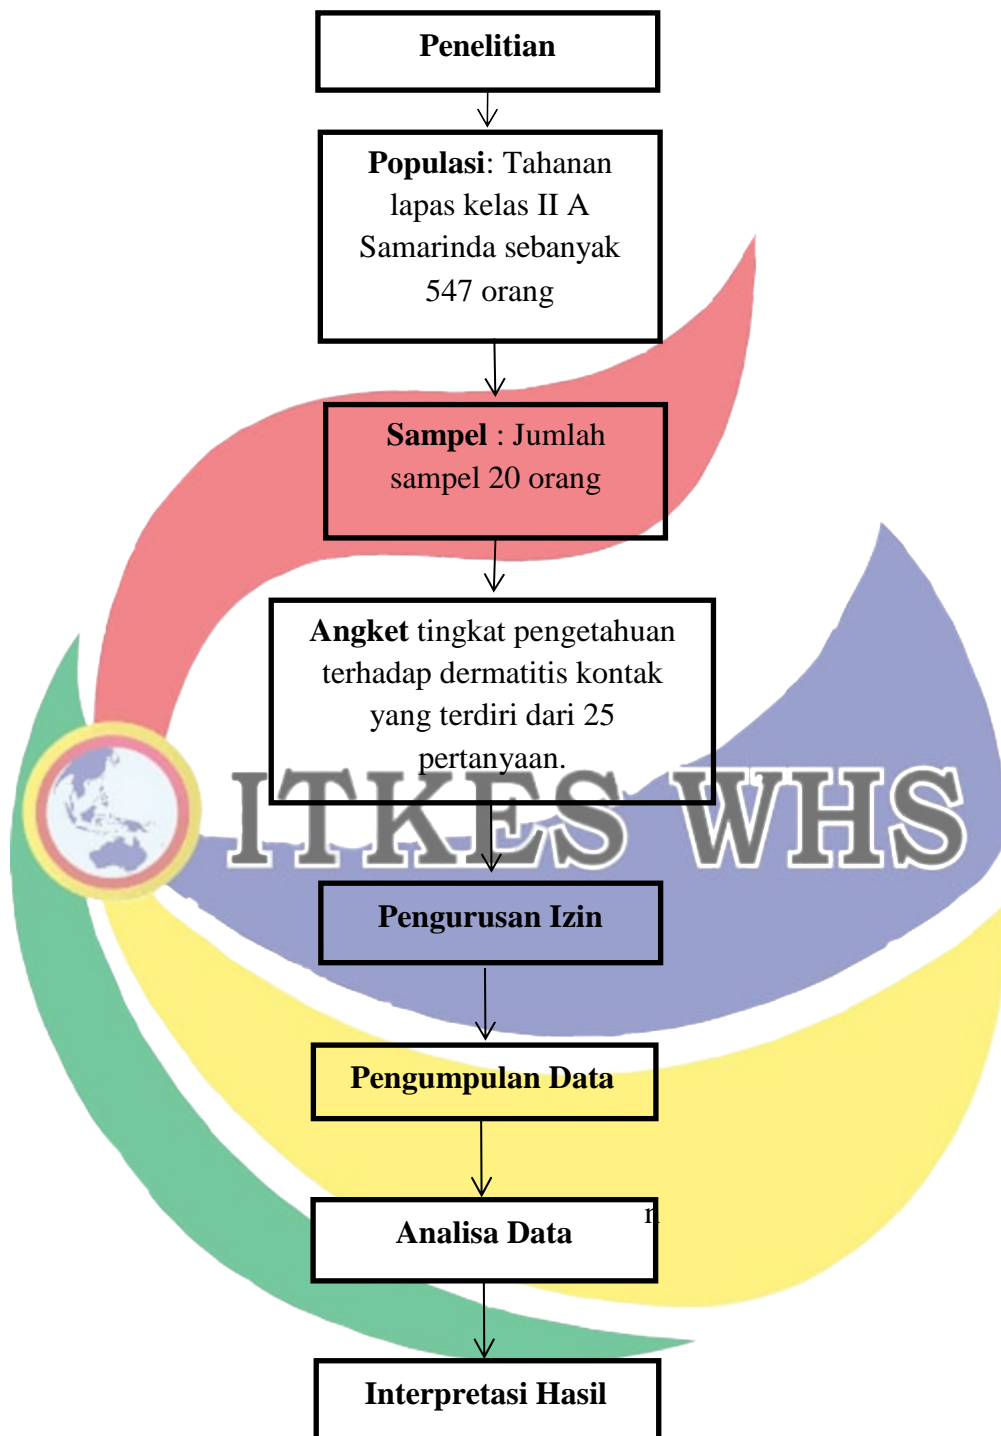 Penelitian
Populasi: Tahanan
lapas kelas II A
Samarinda sebanyak
547 orang
Sampel : Jumlah
sampel 20 orang
Angket tingkat pengetahuan
terhadap dermatitis kontak
yang terdiri dari 25
pertanyaan.
ITKES WHS
Pengurusan Izin
Pengumpulan Data
n
Analisa Data
Interpretasi Hasil